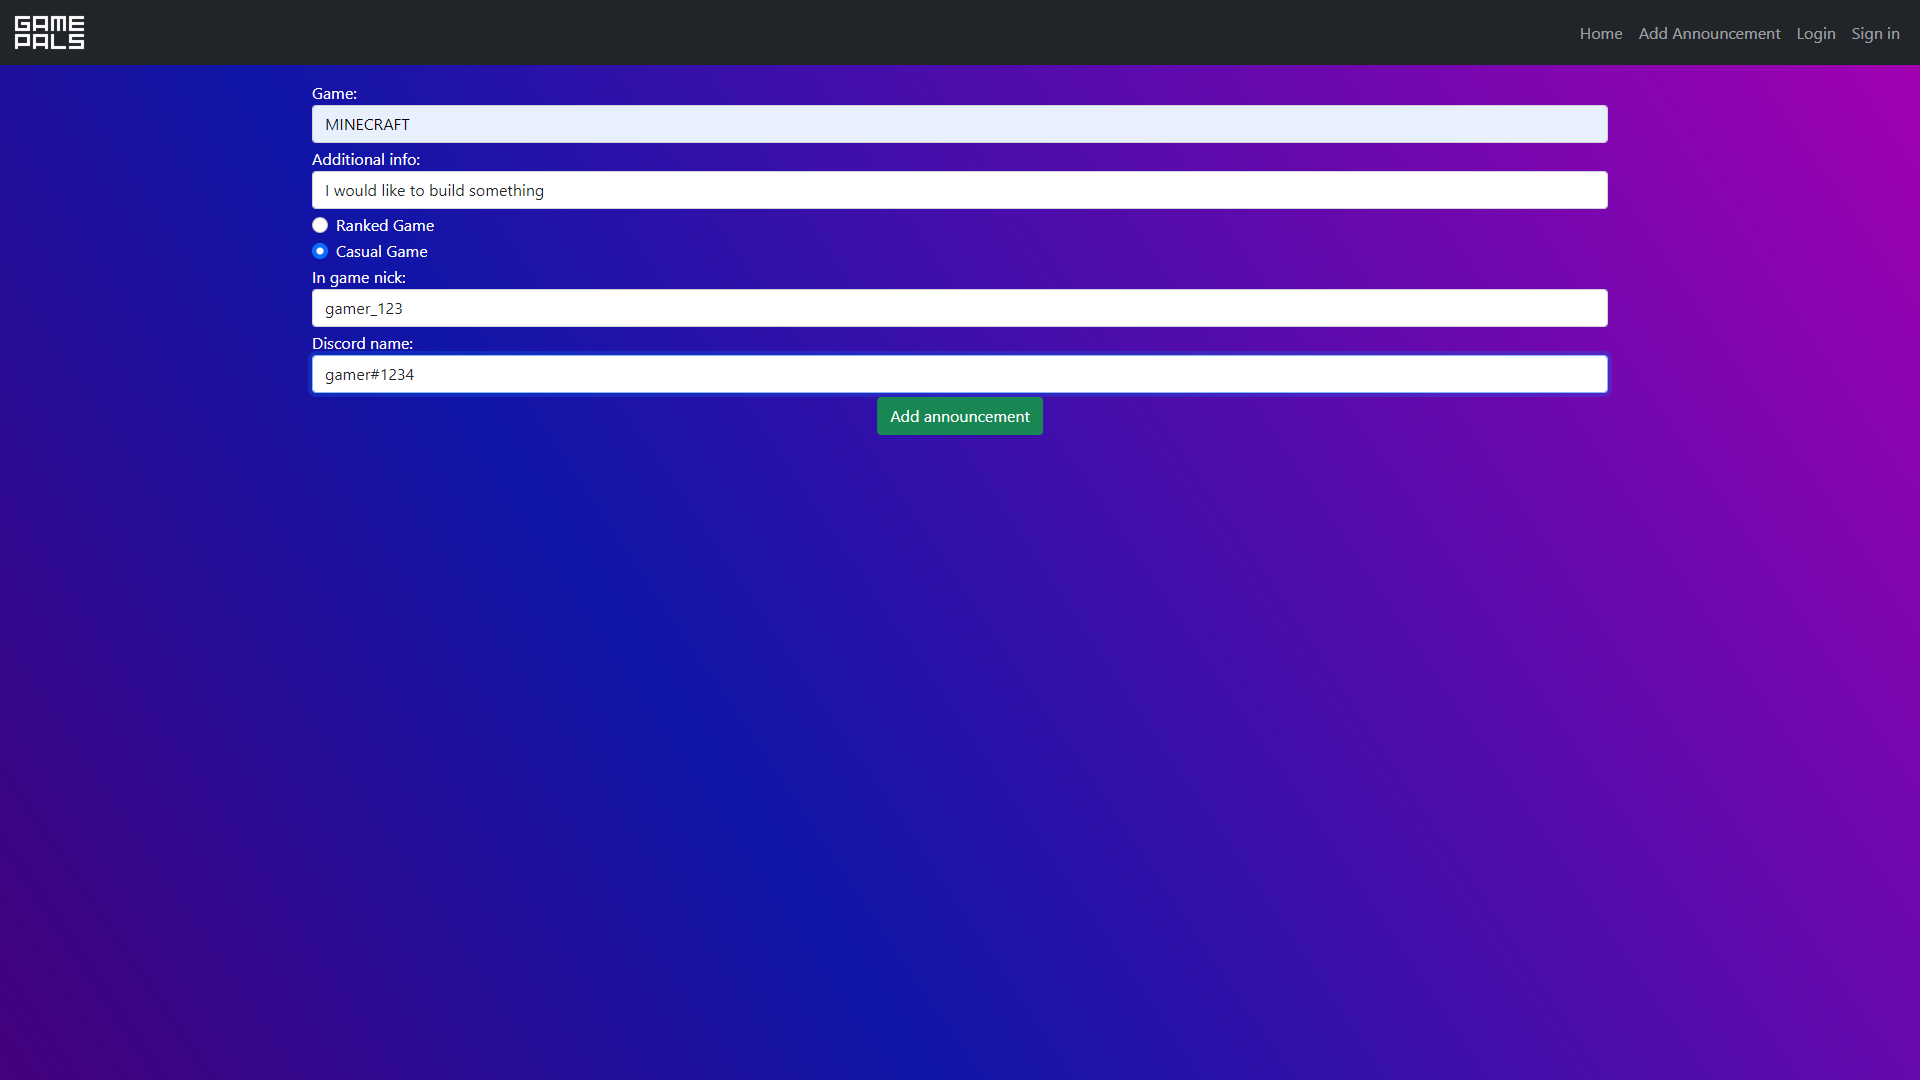 GAME
PALS
Home Add Announcement Login Sign in
Game:
MINECRAFT
Additional info:
I would like to build something
Ranked Game
Casual Game
In game nick:
gamer_123
Discord name:
gamer#1234
Add announcement